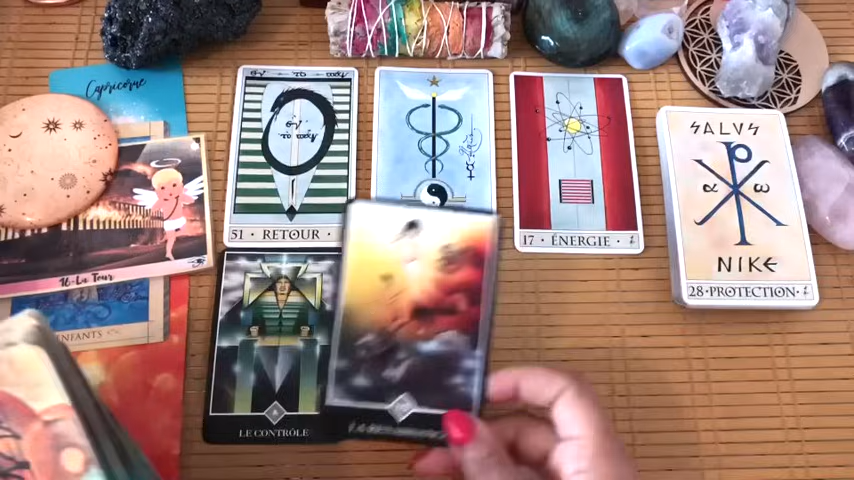 Capricorne
51 • RETOUR •
17 • ÉNERGIE •
SALVS
α ω
NIKE
28 • PROTECTION •
16-La Tour
ENFANTS
LE CONTRÔLE